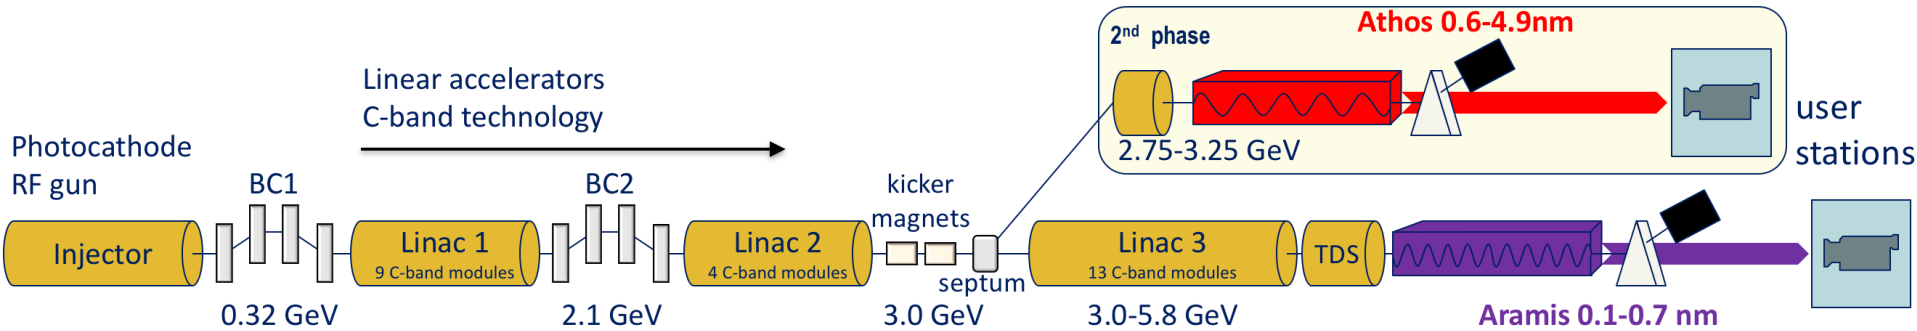 Athos 0.6-4.9nm
2nd phase
Linear accelerators
C-band technology
user
stations
2.75-3.25 GeV
Photocathode
RF gun
BC1
BC2
kicker
magnets
Injector
Linac 1
9 C-band modules
Linac 2
4 C-band modules
septum
Linac 3
13 C-band modules
TDS
0.32 GeV
2.1 GeV
3.0 GeV
3.0-5.8 GeV
Aramis 0.1-0.7 nm